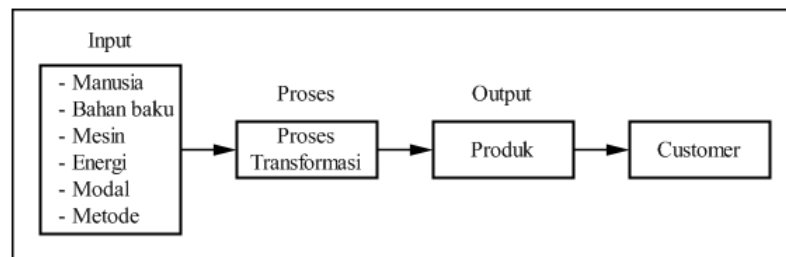 Input
- Manusia
- Bahan baku
- Mesin
- Energi
- Modal
- Metode
Proses
Proses
Transformasi
Output
Produk
Customer